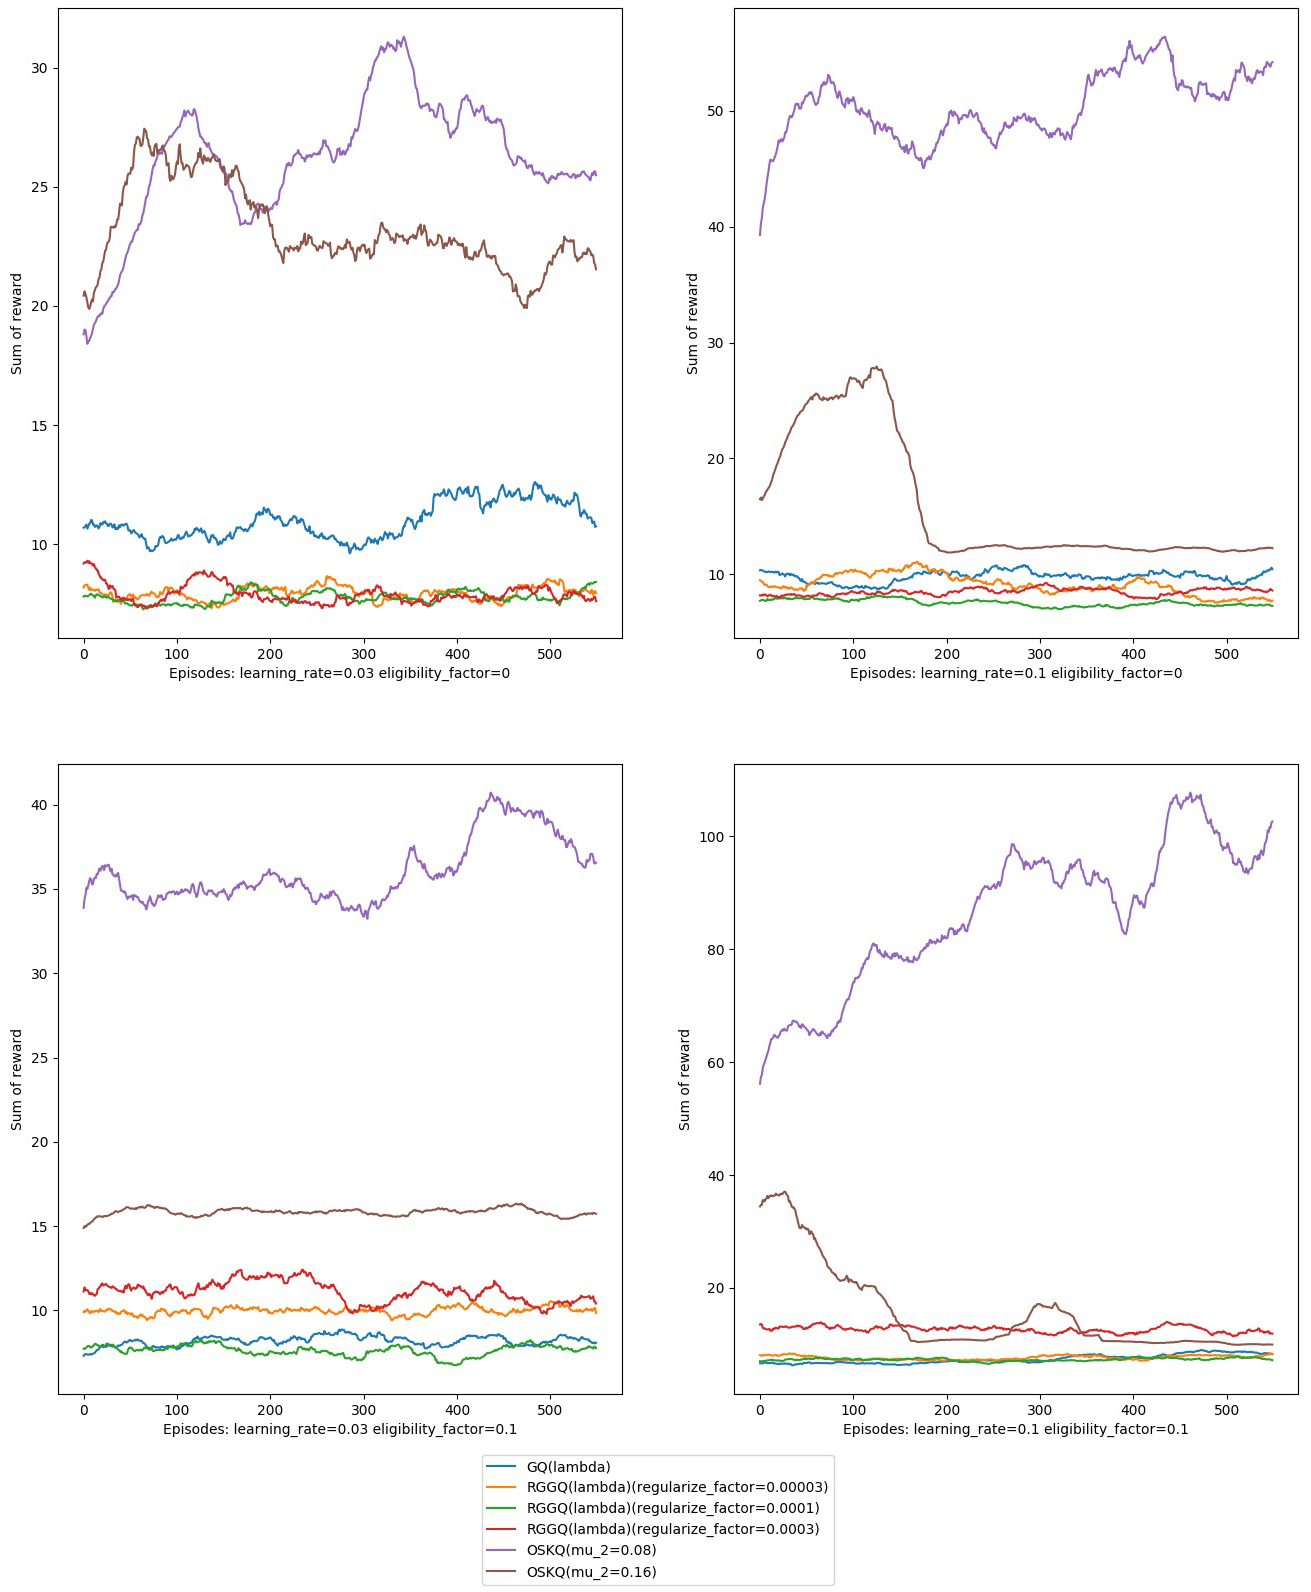 30
25
20
15
10
Sum of reward
0 100 200 300 400 500
Episodes: learning_rate=0.03 eligibility_factor=0
50
40
30
20
10
Sum of reward
0 100 200 300 400 500
Episodes: learning_rate=0.1 eligibility_factor=0
40
35
30
25
20
15
10
Sum of reward
0 100 200 300 400 500
Episodes: learning_rate=0.03 eligibility_factor=0.1
100
80
60
40
20
Sum of reward
0 100 200 300 400 500
Episodes: learning_rate=0.1 eligibility_factor=0.1
GQ(lambda)
RGGQ(lambda)(regularize_factor=0.00003)
RGGQ(lambda)(regularize_factor=0.0001)
RGGQ(lambda)(regularize_factor=0.0003)
OSKQ(mu_2=0.08)
OSKQ(mu_2=0.16)